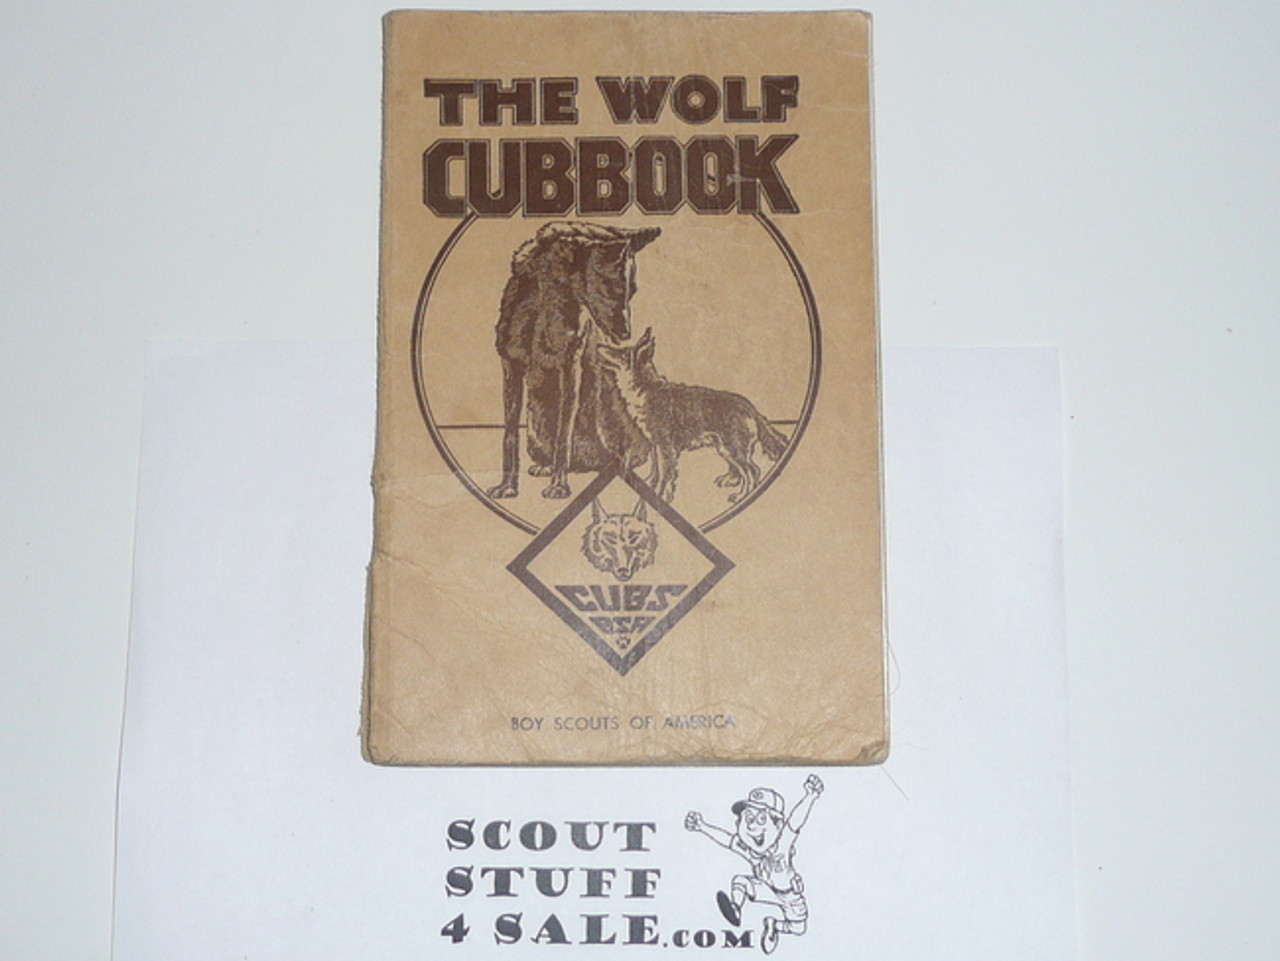 THE WOLF
CUBBOOK
CUBS
BSA
BOY SCOUTS OF AMERICA
SCOUT
STUFF
4 SALE.COM